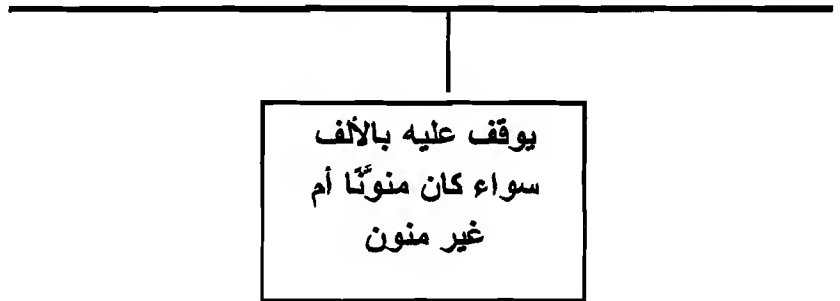 يوقف عليه بالألف
سواء كان منوَّنًا أم
غير منون